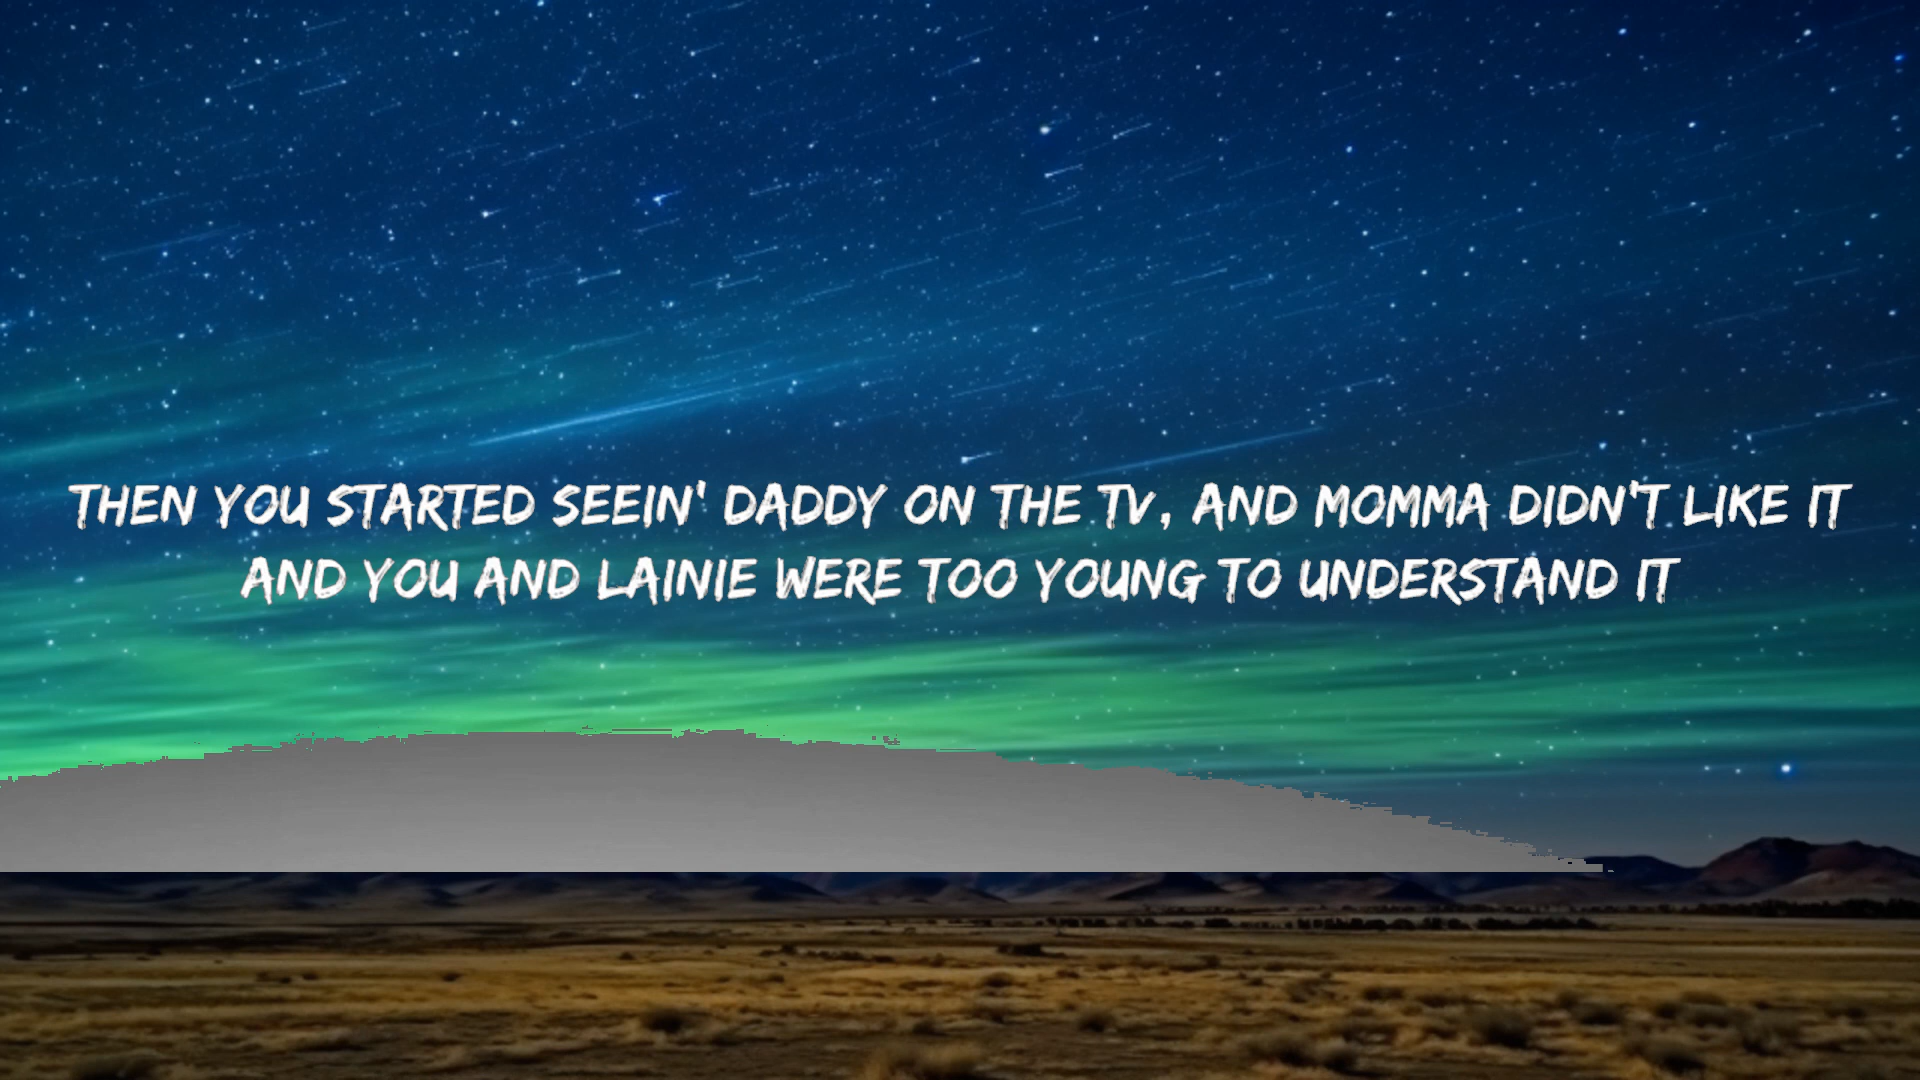 THEN YOU STARTED SEEIN' DADDY ON THE TV, AND MOMMA DIDN'T LIKE IT
AND YOU AND LAINIE WERE TOO YOUNG TO UNDERSTAND IT